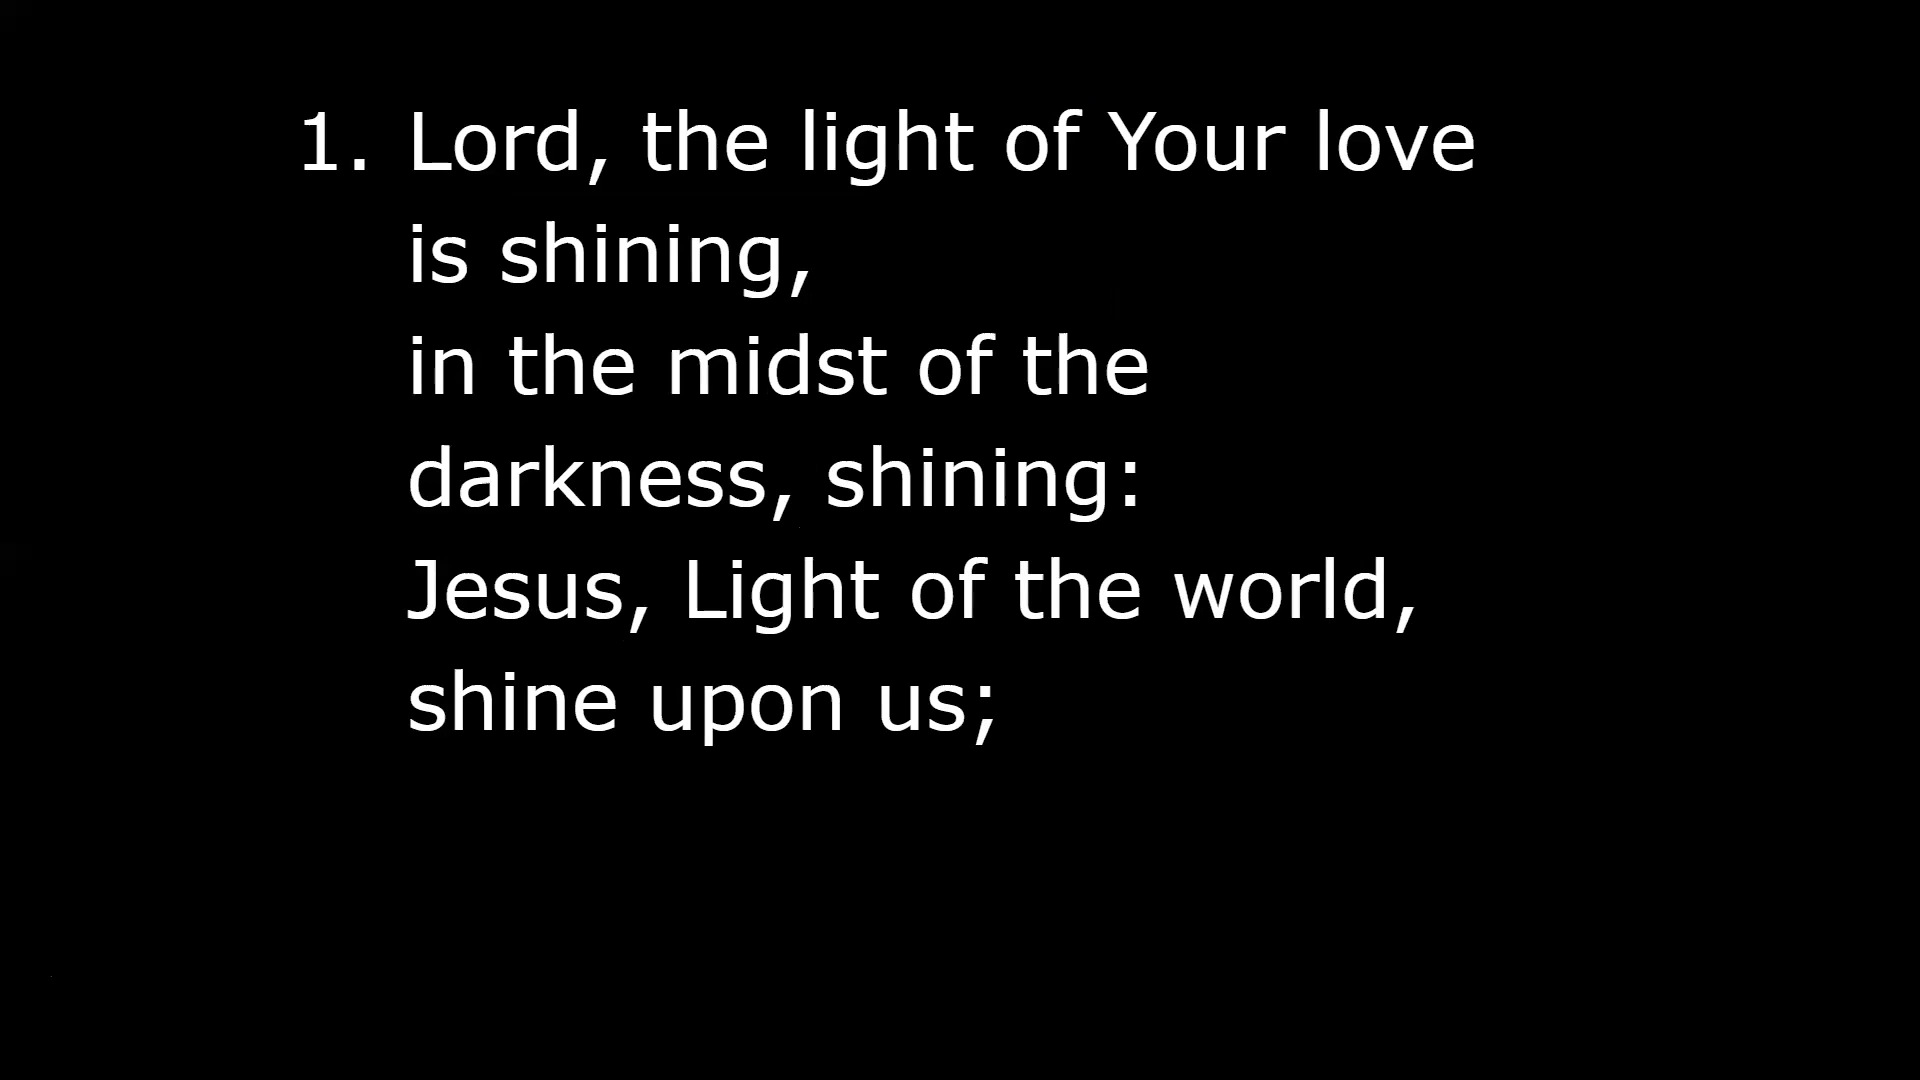 1. Lord, the light of Your love
is shining,
in the midst of the
darkness, shining:
Jesus, Light of the world,
shine upon us;